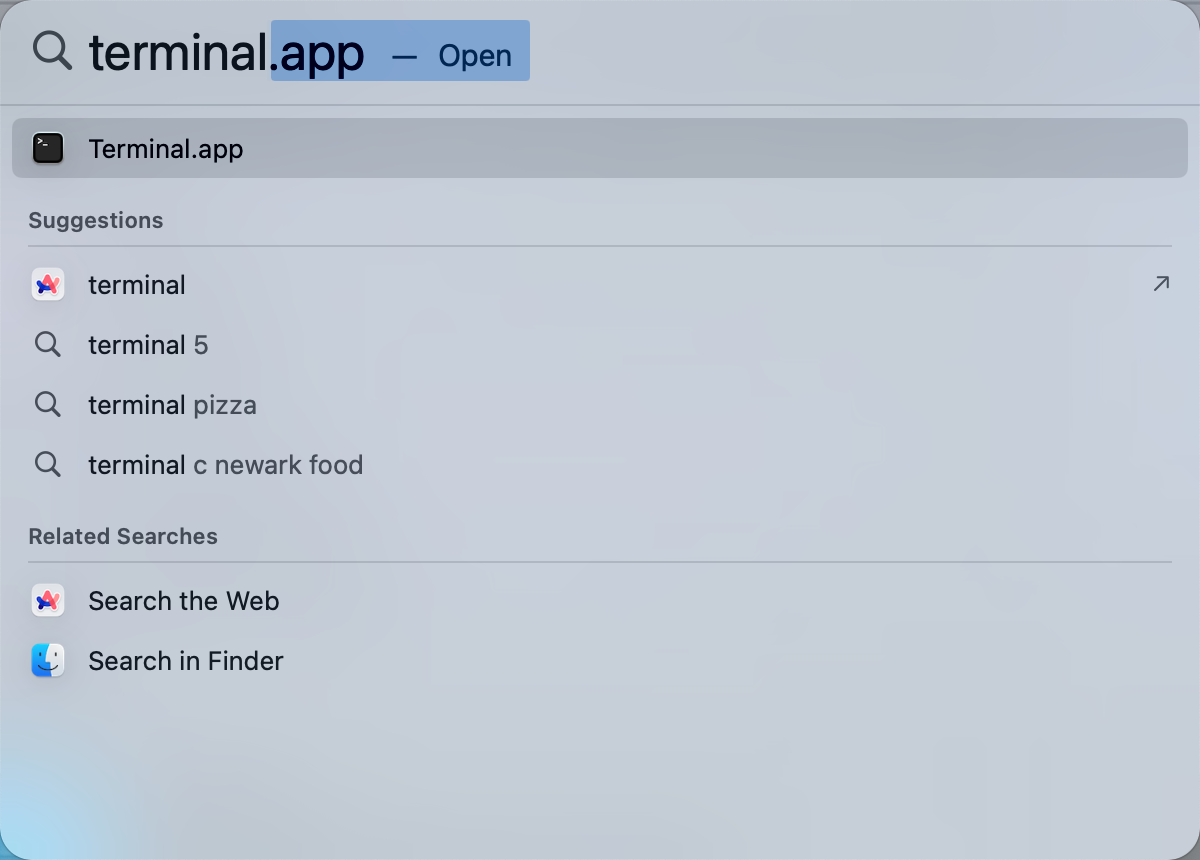 terminal.app — Open
Terminal.app
Suggestions
terminal
terminal 5
terminal pizza
terminal c newark food
Related Searches
Search the Web
Search in Finder